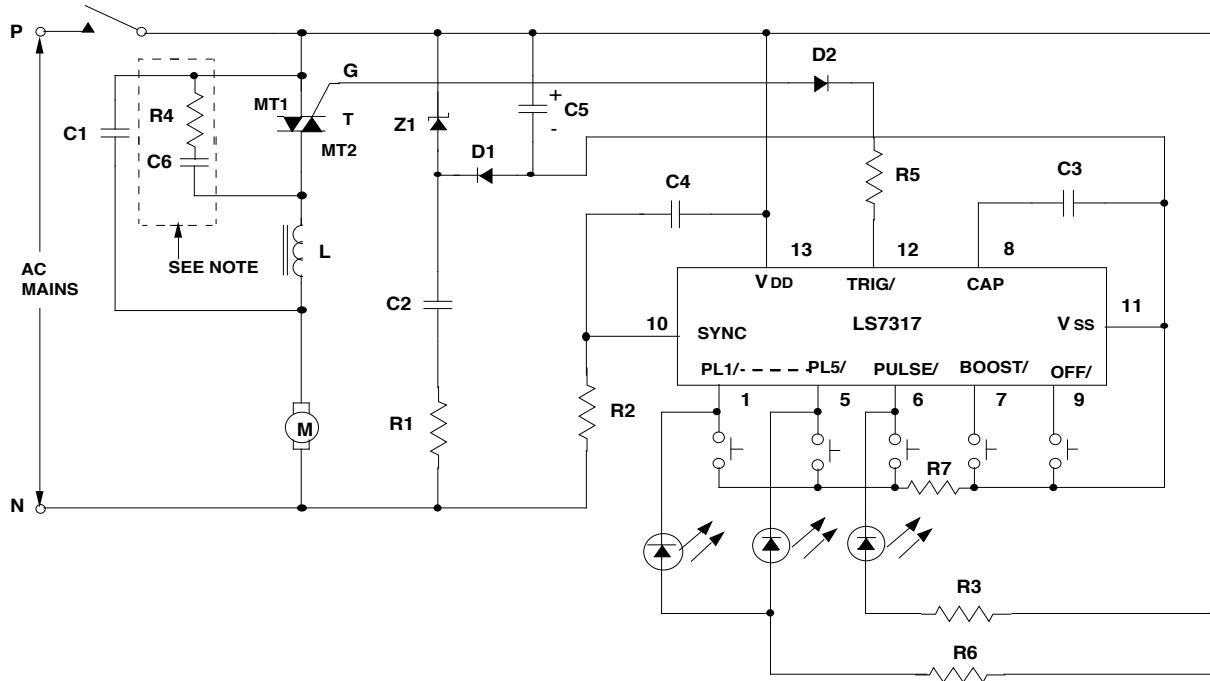 P
D2
G
MT1
T
MT2
R4
C1
C6
Z1
+
C5
-
D1
R5
C4
C3
L
SEE NOTE
AC
MAINS
13
12
8
VDD
TRIG/
CAP
C2
10
SYNC
LS7317
VSS
11
PL1/- - - - - PL5/
PULSE/
BOOST/
OFF/
1
5
6
7
9
R1
R2
M
R7
N
R3
R6